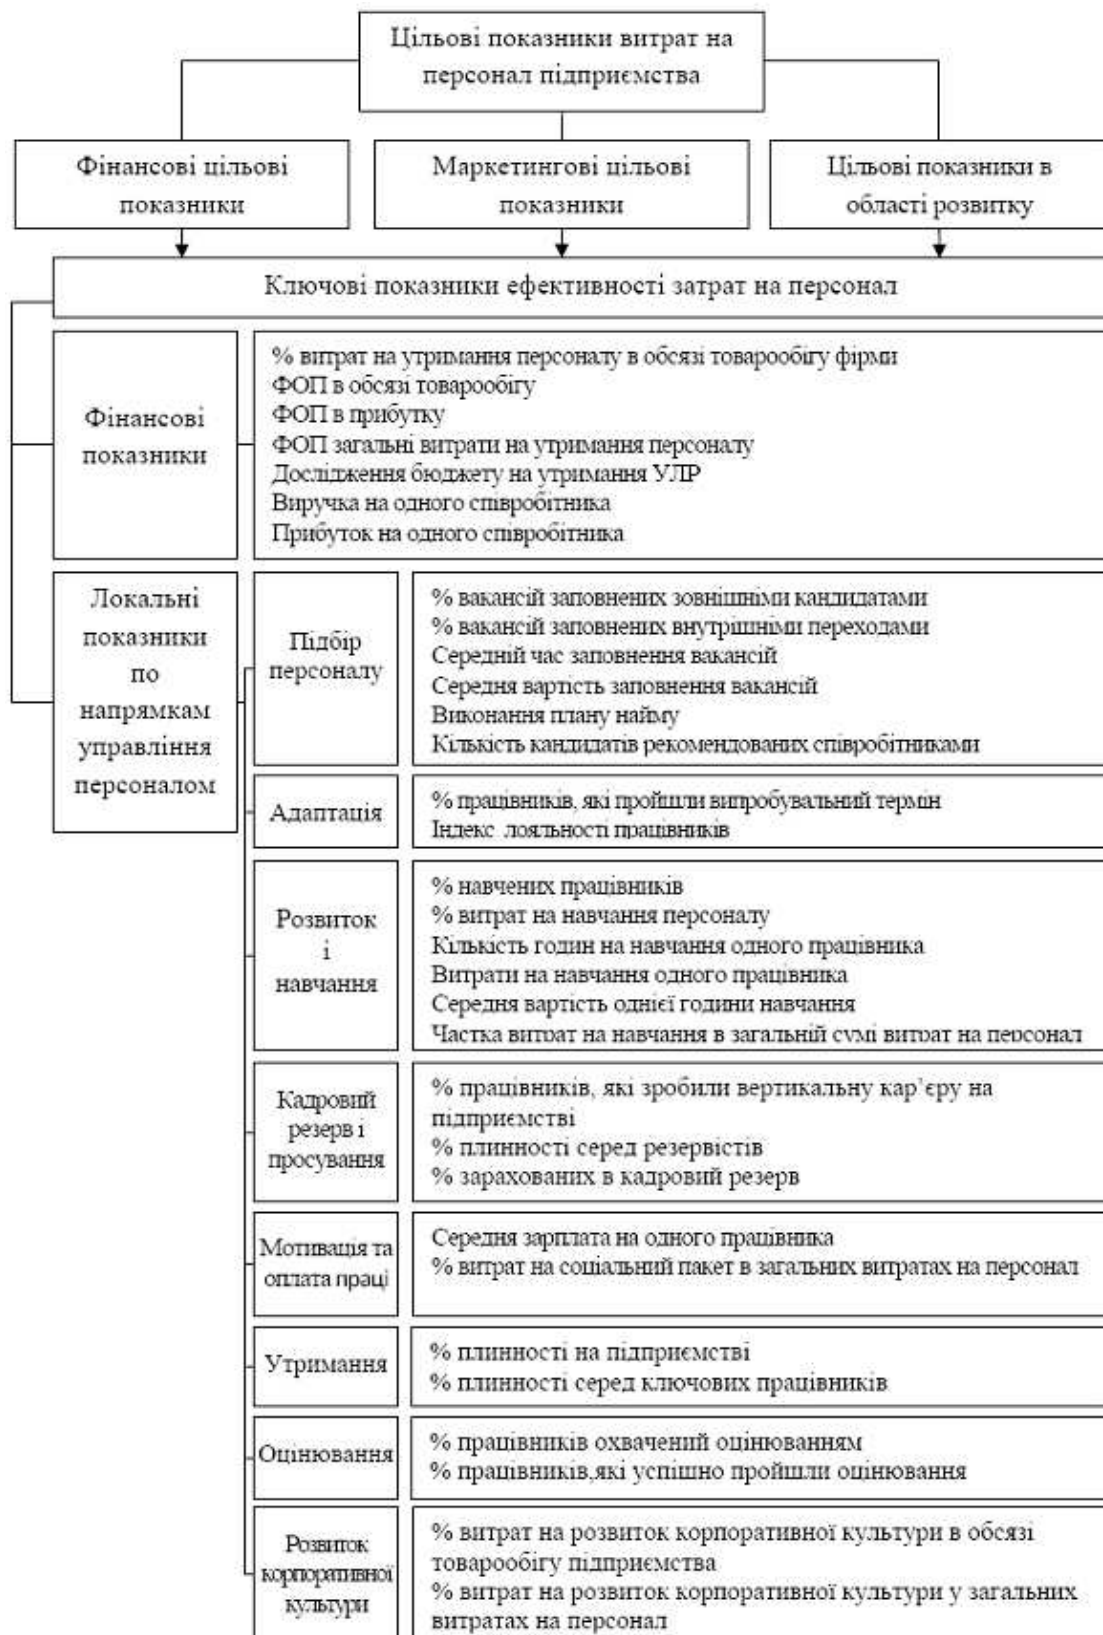 Цільові показники витрат на
персонал підприємства
Фінансові цільові
показники
Маркетингові цільові
показники
Цільові показники в
області розвитку
Ключові показники ефективності затрат на персонал
Фінансові
показники
% витрат на утримання персоналу в обсязі товарообігу фірми
ФОП в обсязі товарообігу
ФОП в прибутку
ФОП загальні витрати на утримання персоналу
Дослідження бюджету на утримання УЛР
Виручка на одного співробітника
Прибуток на одного співробітника
Локальні
показники
по
напрямкам
управління
персоналом
Підбір
персоналу
% вакансій заповнених зовнішніми кандидатами
% вакансій заповнених внутрішніми переходами
Середній час заповнення вакансій
Середня вартість заповнення вакансій
Виконання плану найму
Кількість кандидатів рекомендованих співробітниками
Адаптація
% працівників, які пройшли випробувальний термін
Індекс лояльності працівників
Розвиток
і
навчання
% навчених працівників
% витрат на навчання персоналу
Кількість годин на навчання одного працівника
Витрати на навчання одного працівника
Середня вартість однієї години навчання
Частка витрат на навчання в загальній сумі витрат на персонал
Кадровий
резерв і
просування
% працівників, які зробили вертикальну кар’єру на
підприємстві
% плинності серед резервістів
% зарахованих в кадровий резерв
Мотивація та
оплата праці
Середня зарплата на одного працівника
% витрат на соціальний пакет в загальних витратах на персонал
Утримання
% плинності на підприємстві
% плинності серед ключових працівників
Оцінювання
% працівників охвачений оцінюванням
% працівників,які успішно пройшли оцінювання
Розвиток
корпоративної
культури
% витрат на розвиток корпоративної культури в обсязі
товарообігу підприємства
% витрат на розвиток корпоративної культури у загальних
витратах на персонал